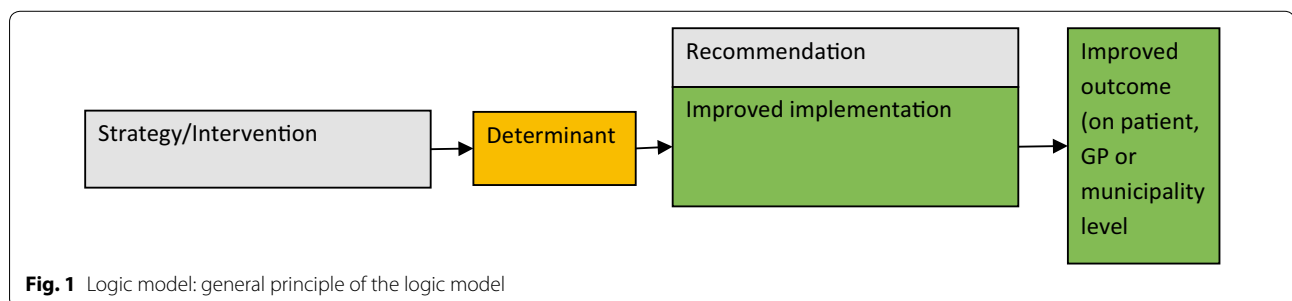 Strategy/Intervention
Determinant
Recommendation
Improved implementation
Improved
outcome
(on patient,
GP or
municipality
level
Fig. 1 Logic model: general principle of the logic model